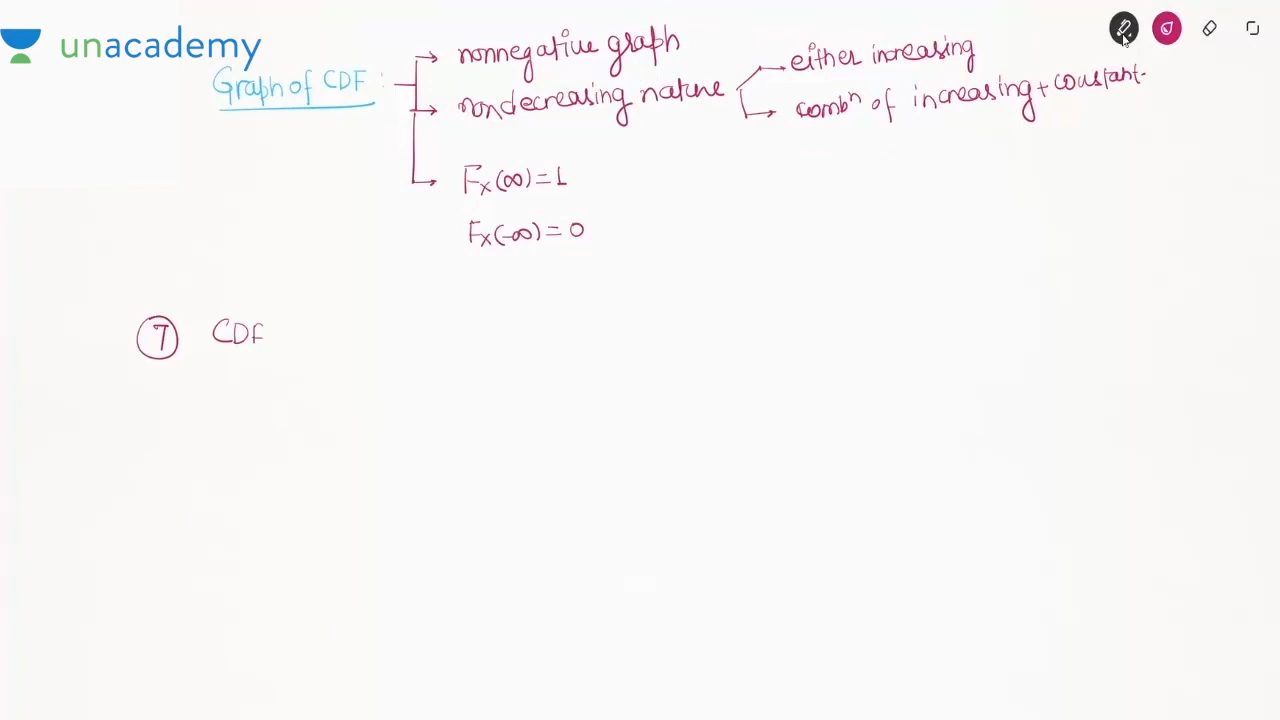 unacademy
Graph of CDF :
nonnegative graph
nondecreasing nature
either increasing
combⁿ of increasing + constant
Fx(∞) = 1
Fx(-∞) = 0
7 CDF